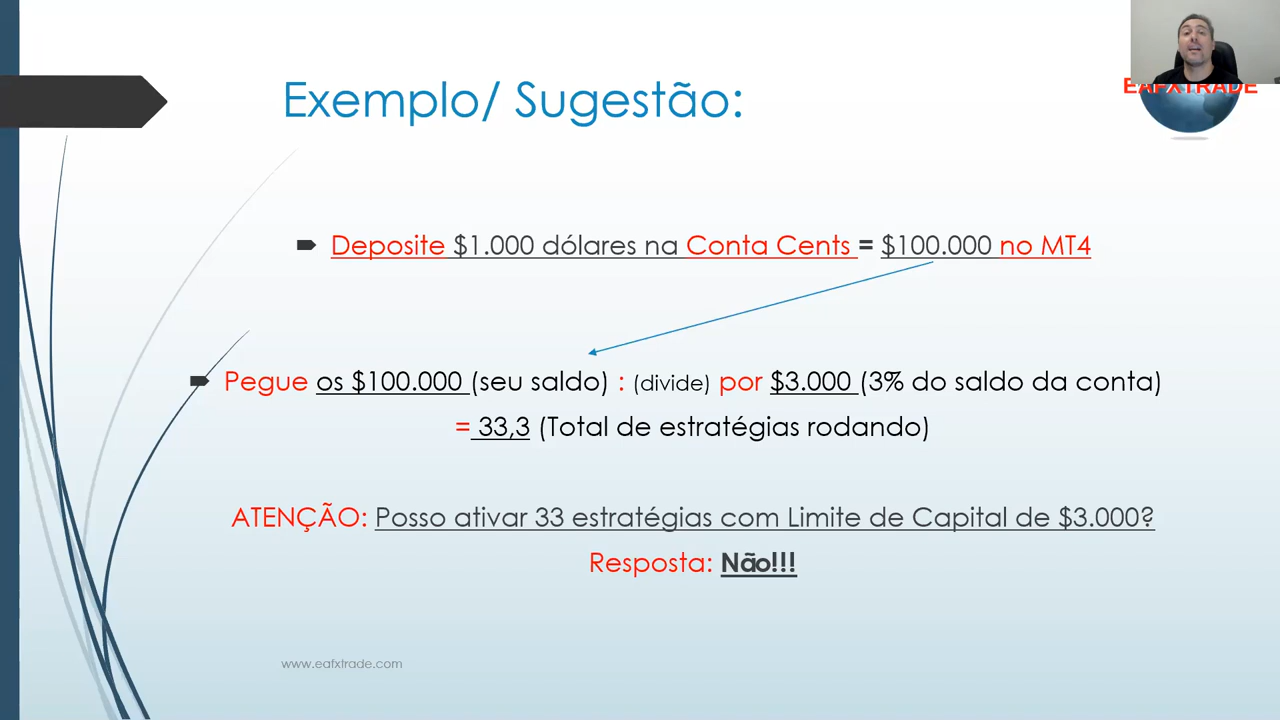 Exemplo/ Sugestão:
EAFXTRADE
Deposite $1.000 dólares na Conta Cents = $100.000 no MT4
Pegue os $100.000 (seu saldo) : (divide) por $3.000 (3% do saldo da conta)
= 33,3 (Total de estratégias rodando)
ATENÇÃO: Posso ativar 33 estratégias com Limite de Capital de $3.000?
Resposta: Não!!!
www.eafxtrade.com